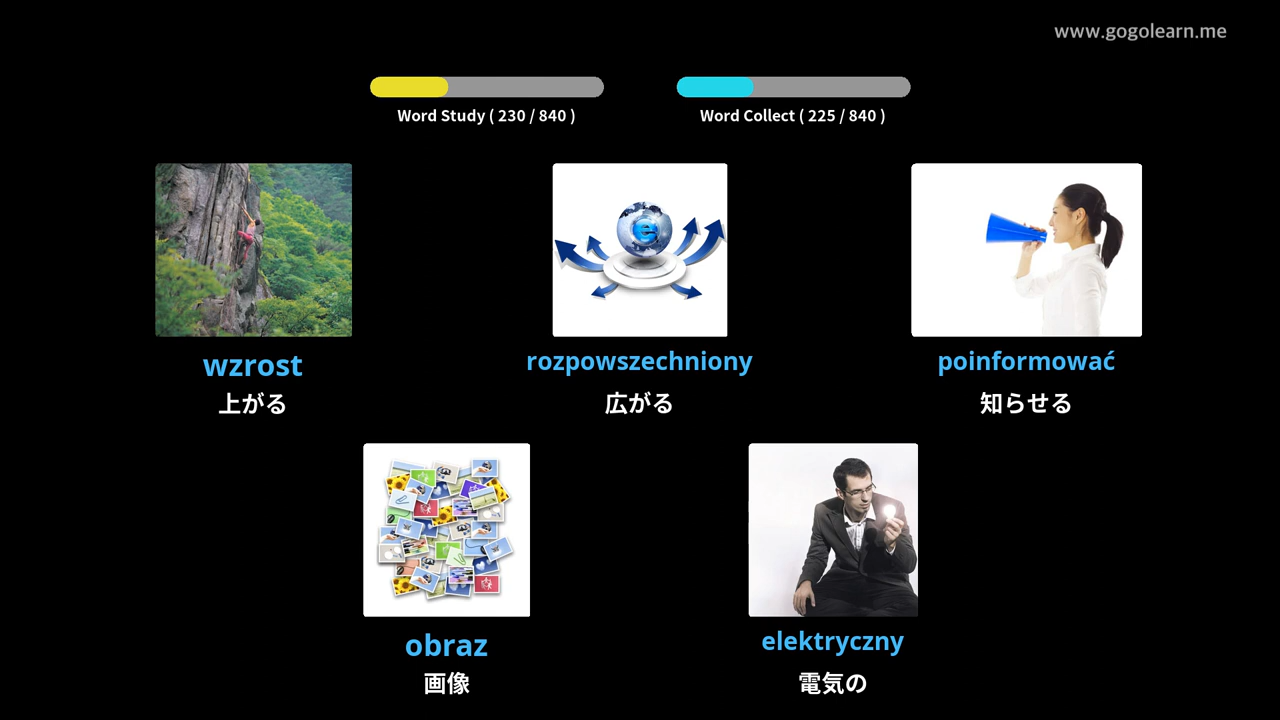 www.gogolearn.me
Word Study ( 230 / 840 )
Word Collect ( 225 / 840 )
wzrost
上がる
rozpowszechniony
広がる
poinformować
知らせる
obraz
画像
elektryczny
電気の